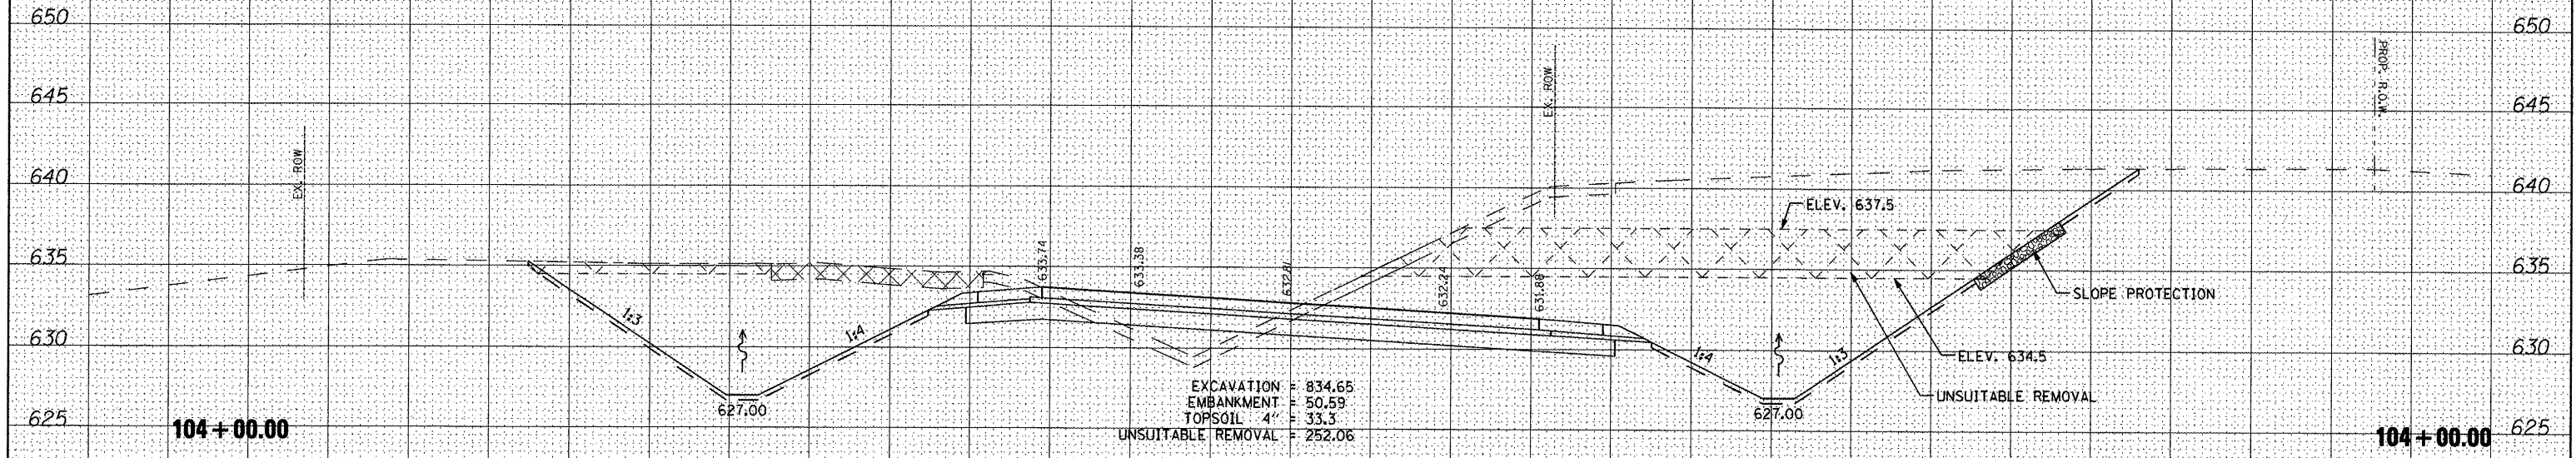 650
650
645
645
640
640
635
635
630
630
625
625
EX. ROW
EX. ROW
PROP. R.O.W.
ELEV. 637.5
633.74
633.38
632.81
632.24
631.88
1:3
1:4
1:4
1:3
SLOPE PROTECTION
ELEV. 634.5
UNSUITABLE REMOVAL
627.00
627.00
EXCAVATION = 834.65
EMBANKMENT = 50.59
TOPSOIL 4" = 33.3
UNSUITABLE REMOVAL = 252.06
104+00.00
104+00.00